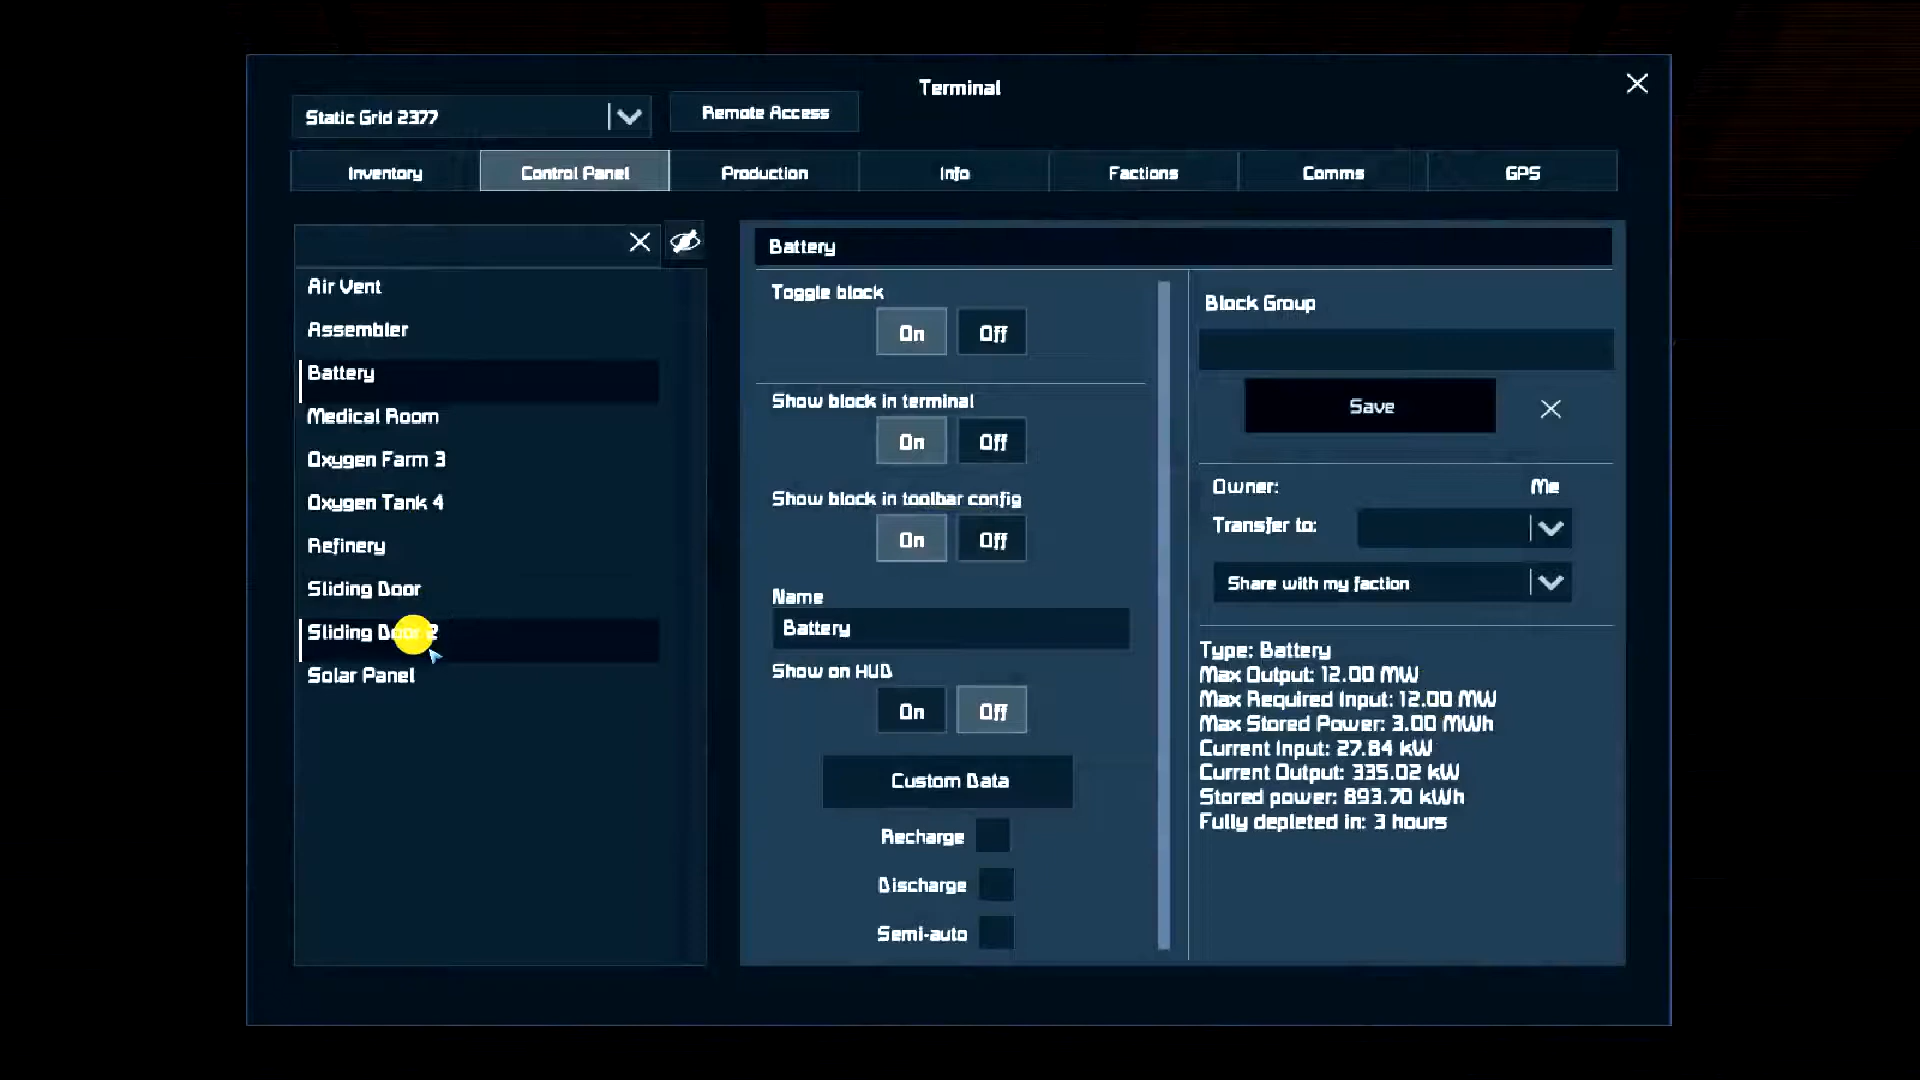 Terminal
Static Grid 2377
Remote Access
Inventory
Control Panel
Production
Info
Factions
Comms
GPS
Air Vent
Assembler
Battery
Medical Room
Oxygen Farm 3
Oxygen Tank 4
Refinery
Sliding Door
Sliding Door 2
Solar Panel
Battery
Toggle block
On Off
Show block in terminal
On Off
Show block in toolbar config
On Off
Name
Battery
Show on HUD
On Off
Custom Data
Recharge
Discharge
Semi-auto
Block Group
Save
Owner: Me
Transfer to:
Share with my faction
Type: Battery
Max Output: 12.00 MW
Max Required Input: 12.00 MW
Max Stored Power: 3.00 MWh
Current Input: 27.84 kW
Current Output: 335.02 kW
Stored power: 893.70 kWh
Fully depleted in: 3 hours